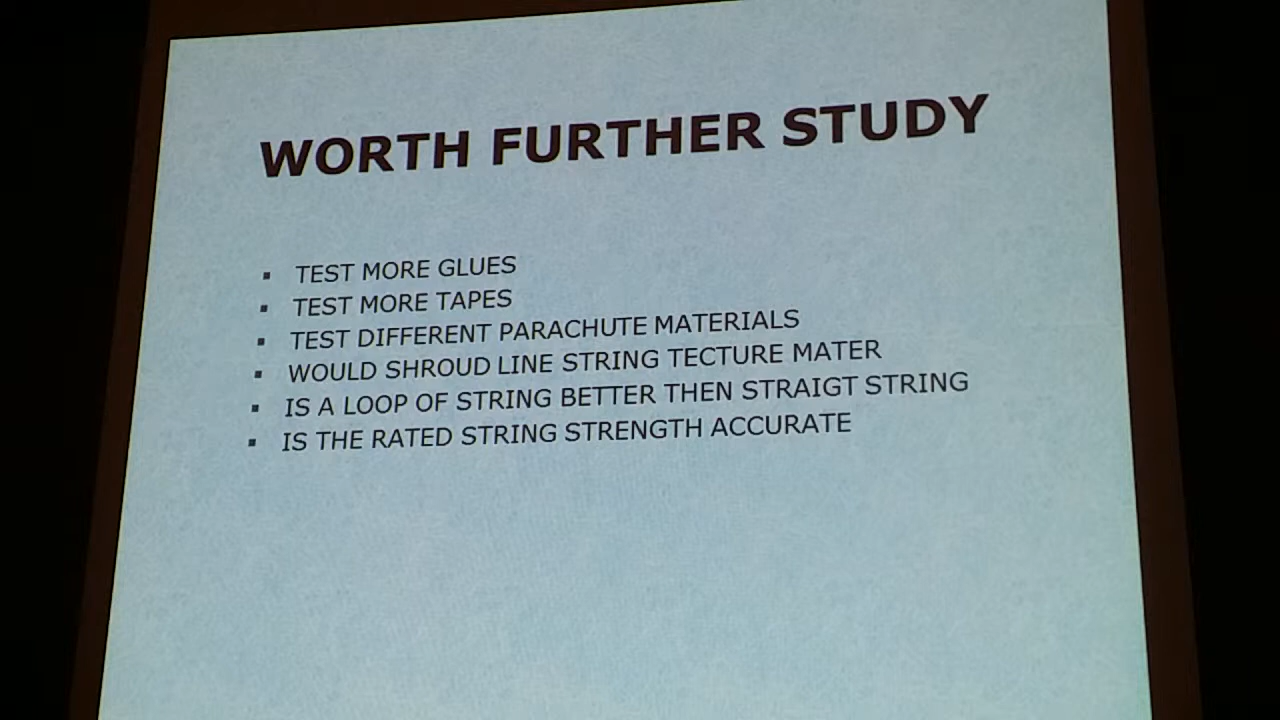 WORTH FURTHER STUDY
▪ TEST MORE GLUES
▪ TEST MORE TAPES
▪ TEST DIFFERENT PARACHUTE MATERIALS
▪ WOULD SHROUD LINE STRING TECTURE MATER
▪ IS A LOOP OF STRING BETTER THEN STRAIGT STRING
▪ IS THE RATED STRING STRENGTH ACCURATE